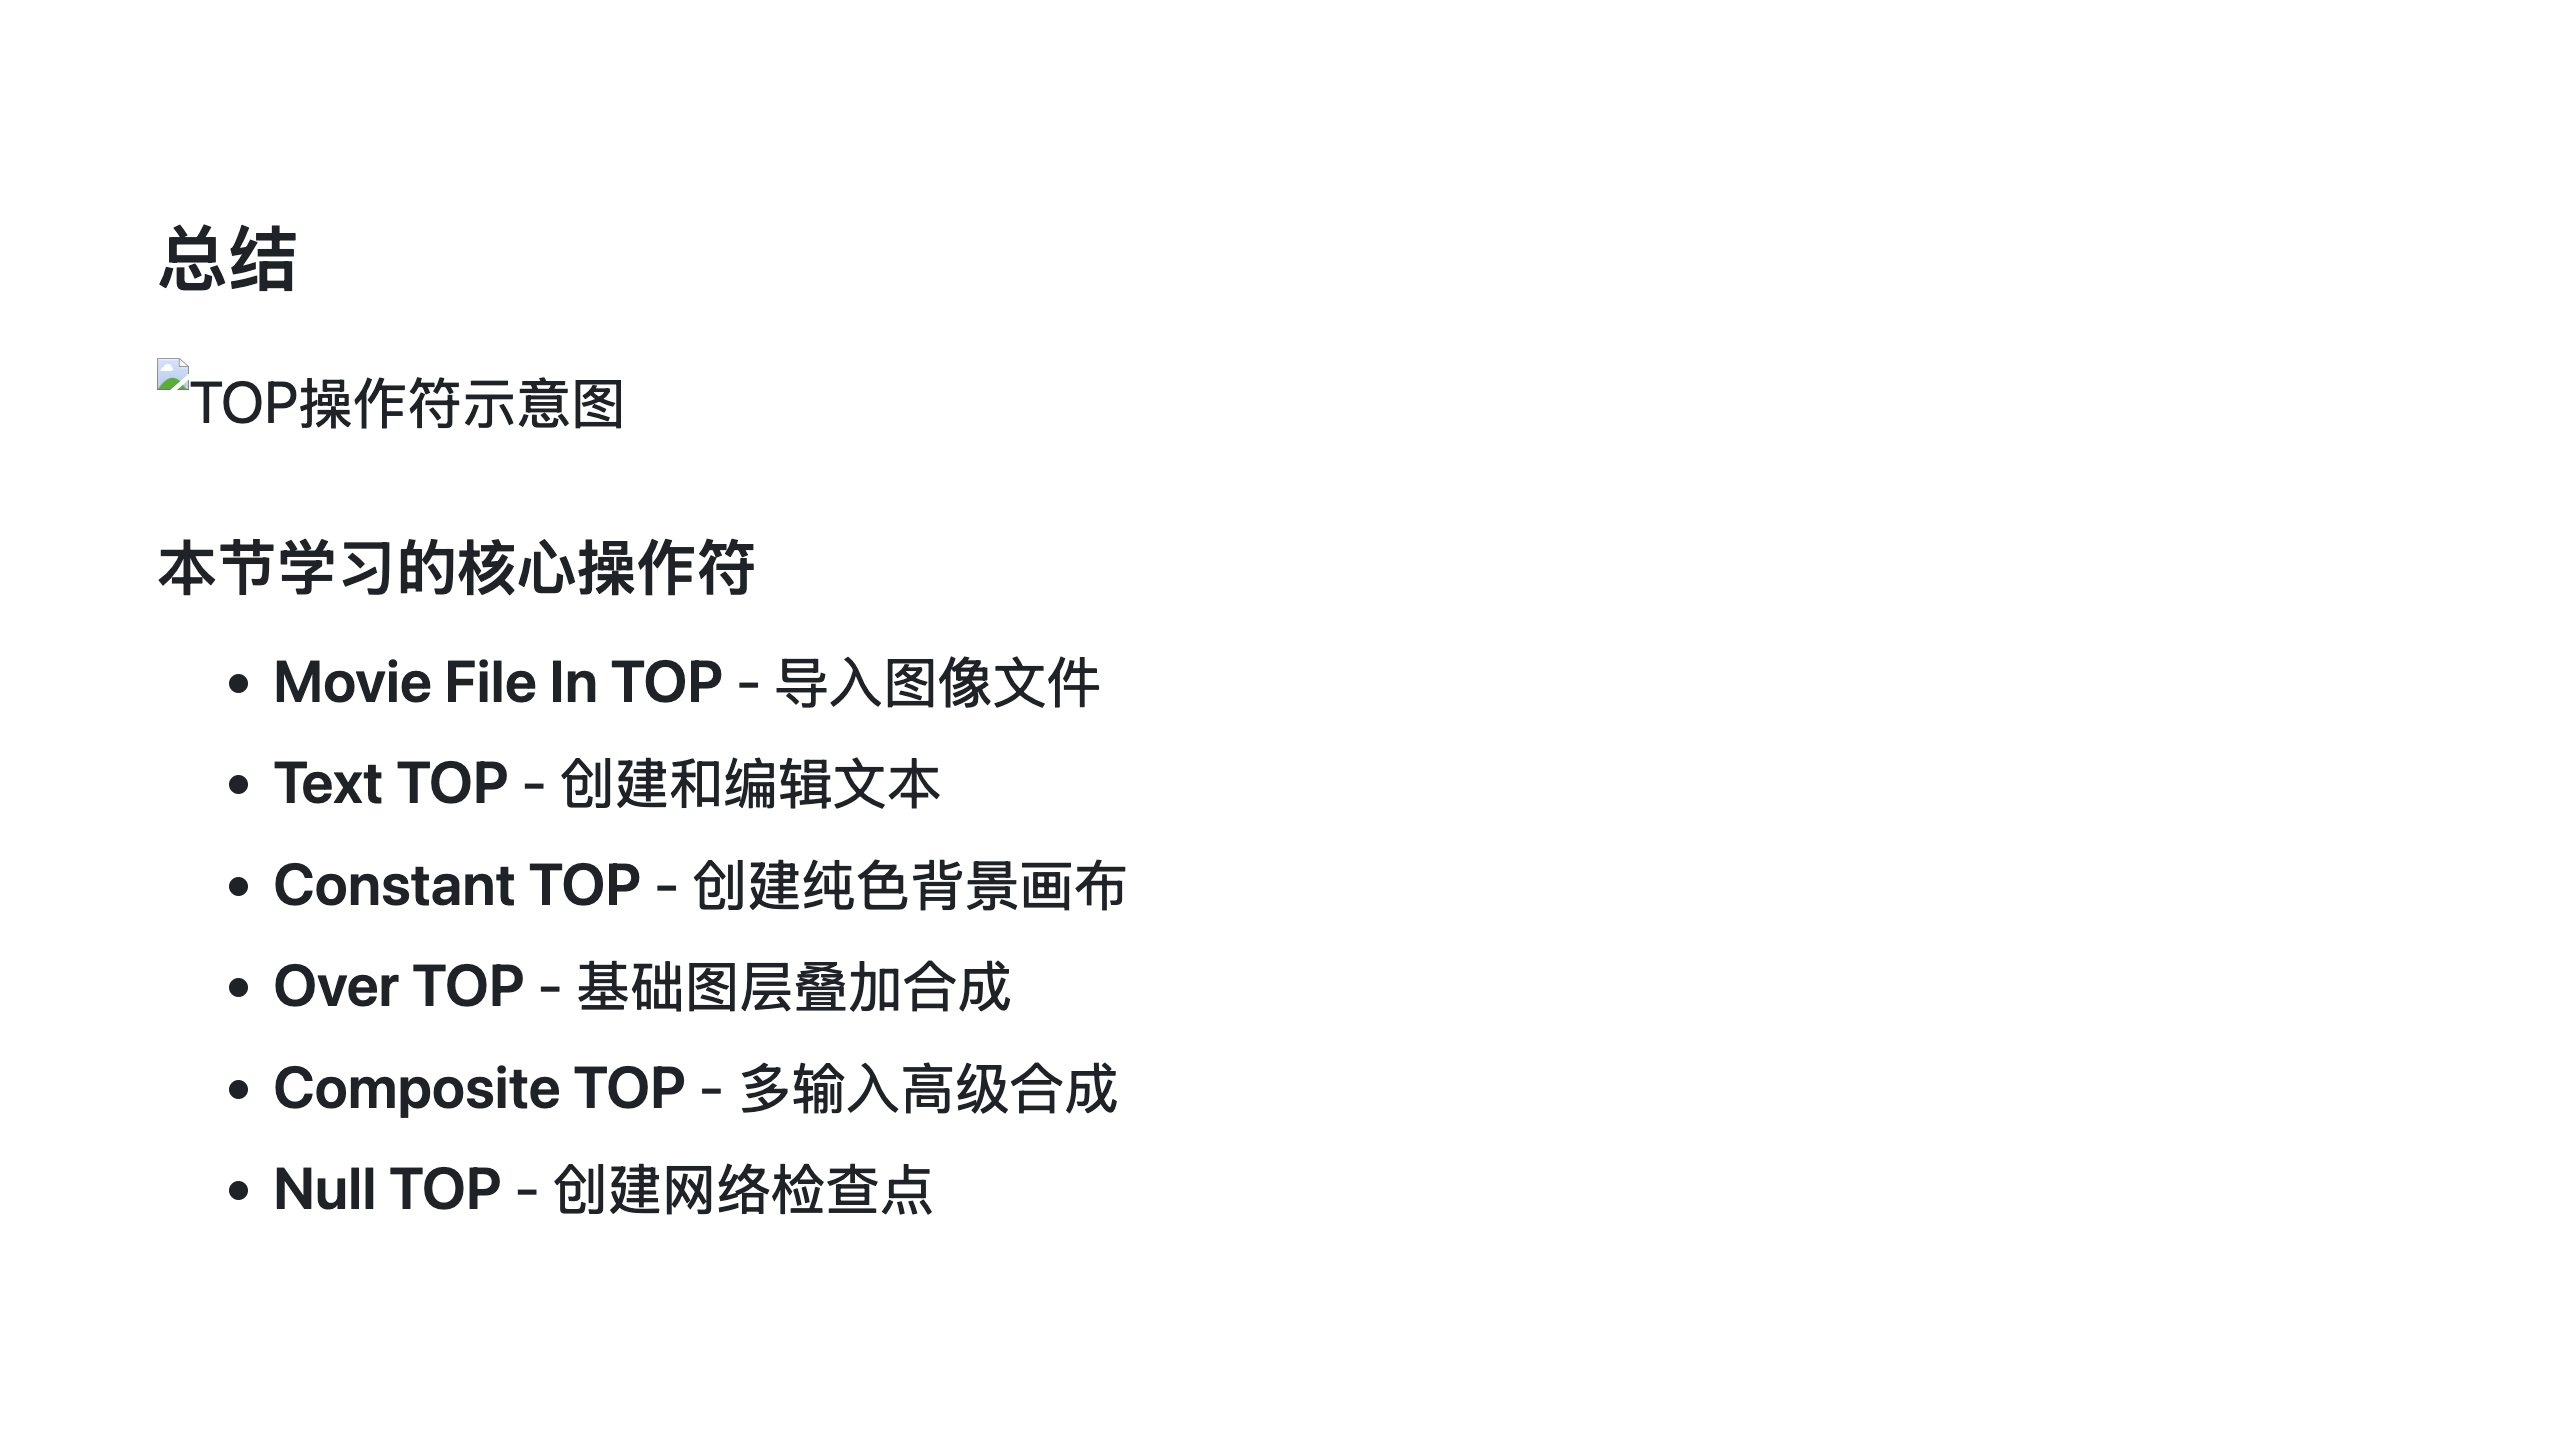 总结
TOP操作符示意图
本节学习的核心操作符
• Movie File In TOP - 导入图像文件
• Text TOP - 创建和编辑文本
• Constant TOP - 创建纯色背景画布
• Over TOP - 基础图层叠加合成
• Composite TOP - 多输入高级合成
• Null TOP - 创建网络检查点